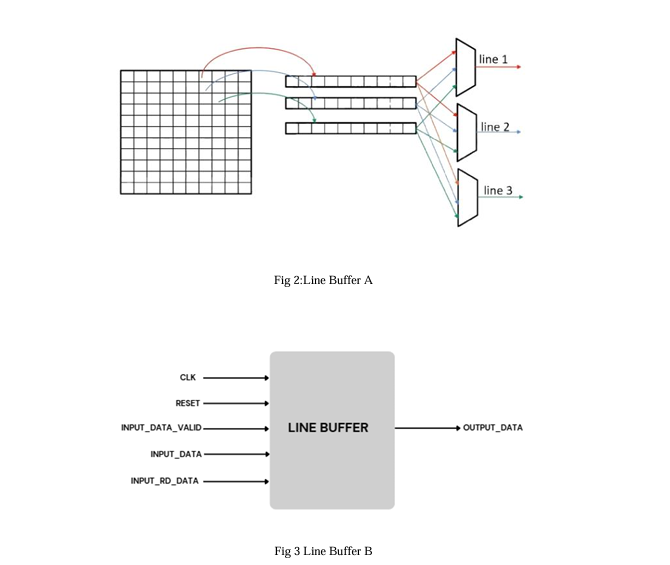 line 1
line 2
line 3
Fig 2:Line Buffer A
CLK
RESET
INPUT_DATA_VALID
INPUT_DATA
INPUT_RD_DATA
LINE BUFFER
OUTPUT_DATA
Fig 3 Line Buffer B